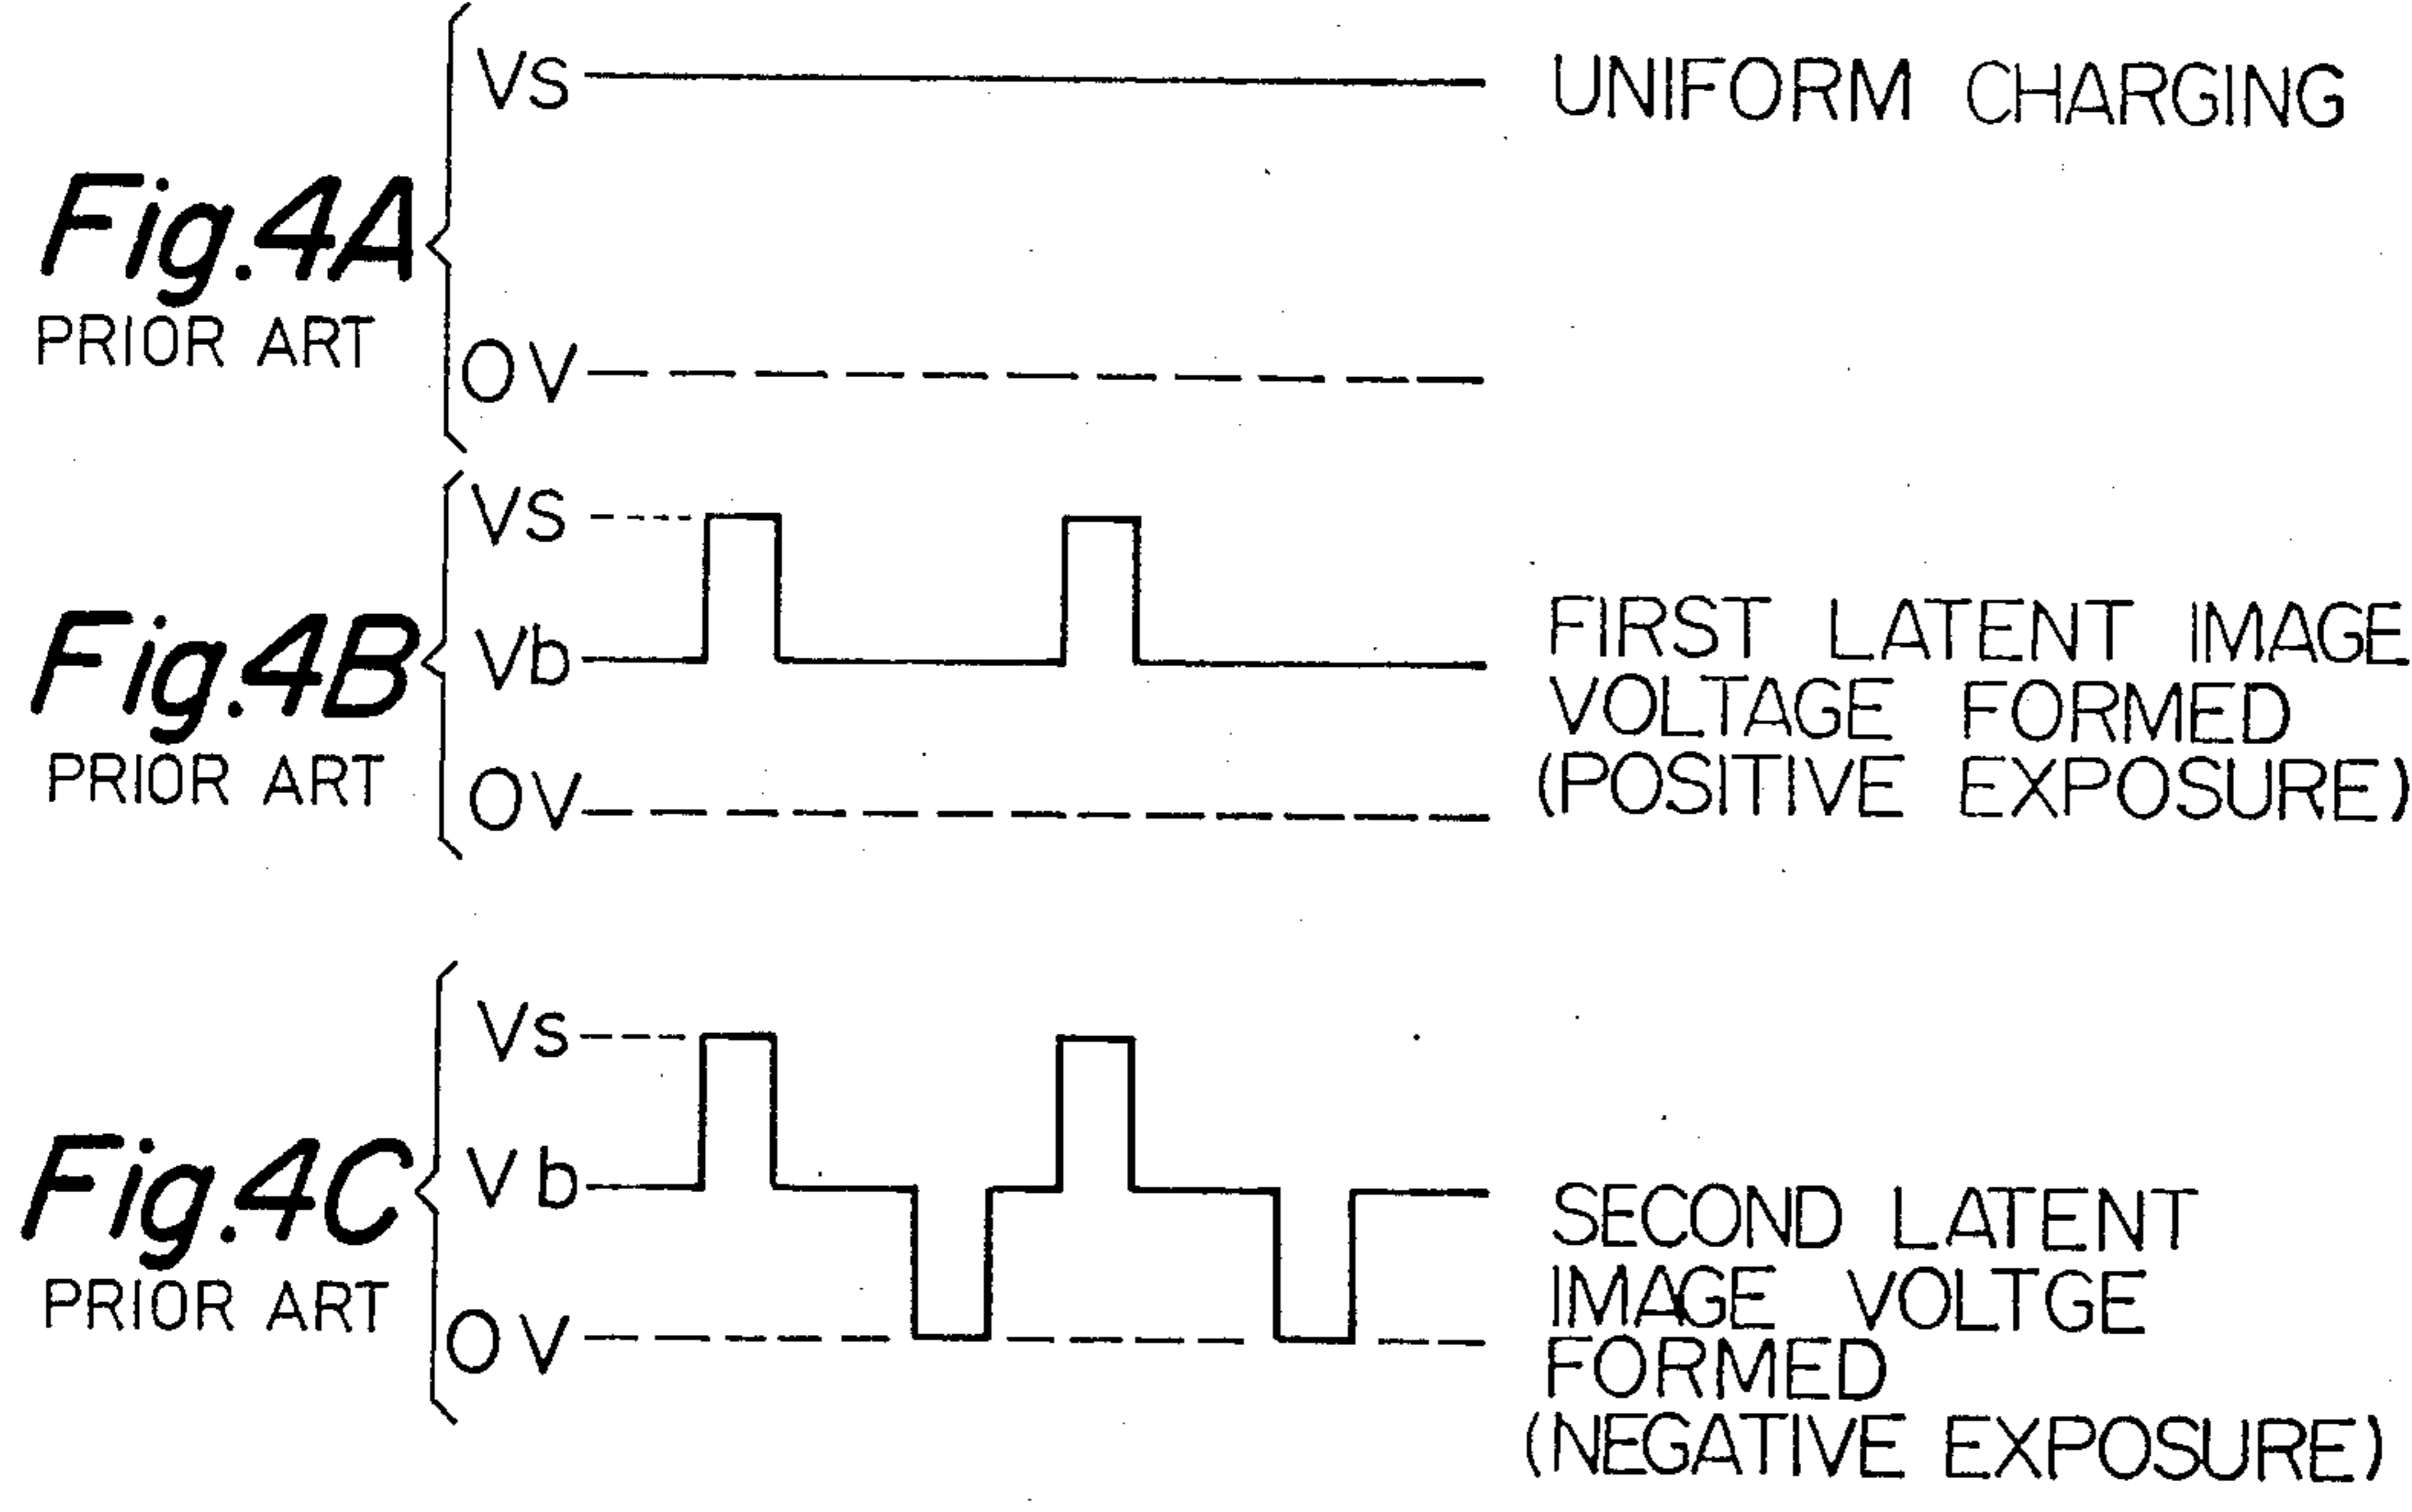 Vs
UNIFORM CHARGING
Fig.4A
PRIOR ART
OV
Vs
Vb
Fig.4B
PRIOR ART
OV
FIRST LATENT IMAGE
VOLTAGE FORMED
(POSITIVE EXPOSURE)
Vs
Vb
Fig.4C
PRIOR ART
OV
SECOND LATENT
IMAGE VOLTGE
FORMED
(NEGATIVE EXPOSURE)